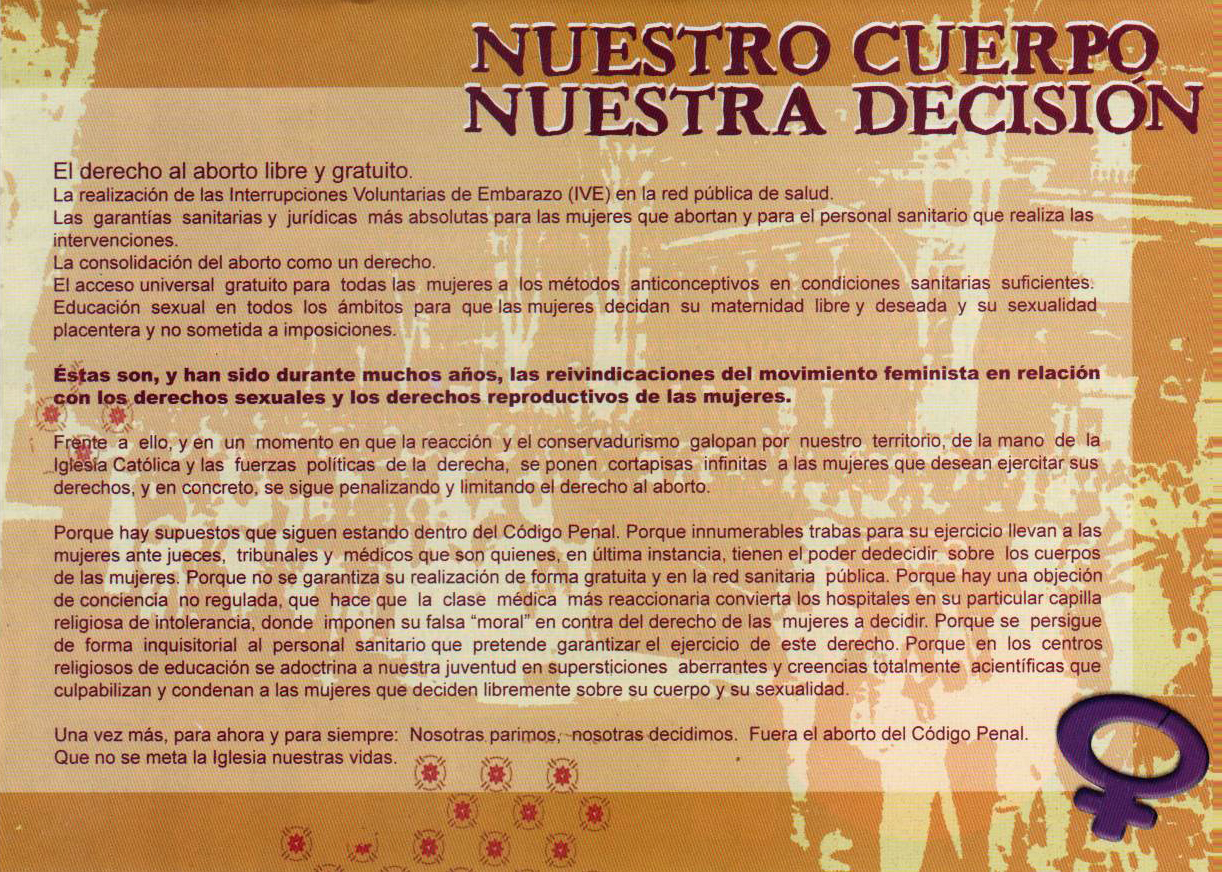 NUESTRO CUERPO
NUESTRA DECISIÓN
El derecho al aborto libre y gratuito.
La realización de las Interrupciones Voluntarias de Embarazo (IVE) en la red pública de salud.
Las garantías sanitarias y jurídicas más absolutas para las mujeres que abortan y para el personal sanitario que realiza las
intervenciones.
La consolidación del aborto como un derecho.
El acceso universal gratuito para todas las mujeres a los métodos anticonceptivos en condiciones sanitarias suficientes.
Educación sexual en todos los ámbitos para que las mujeres decidan su maternidad libre y deseada y su sexualidad
placentera y no sometida a imposiciones.
Éstas son, y han sido durante muchos años, las reivindicaciones del movimiento feminista en relación
con los derechos sexuales y los derechos reproductivos de las mujeres.
Frente a ello, y en un momento en que la reacción y el conservadurismo galopan por nuestro territorio, de la mano de la
Iglesia Católica y las fuerzas políticas de la derecha, se ponen cortapisas infinitas a las mujeres que desean ejercitar sus
derechos, y en concreto, se sigue penalizando y limitando el derecho al aborto.
Porque hay supuestos que siguen estando dentro del Código Penal. Porque innumerables trabas para su ejercicio llevan a las
mujeres ante jueces, tribunales y médicos que son quienes, en última instancia, tienen el poder dedecidir sobre los cuerpos
de las mujeres. Porque no se garantiza su realización de forma gratuita y en la red sanitaria pública. Porque hay una objeción
de conciencia no regulada, que hace que la clase médica más reaccionaria convierta los hospitales en su particular capilla
religiosa de intolerancia, donde imponen su falsa “moral” en contra del derecho de las mujeres a decidir. Porque se persigue
de forma inquisitorial al personal sanitario que pretende garantizar el ejercicio de este derecho. Porque en los centros
religiosos de educación se adoctrina a nuestra juventud en supersticiones aberrantes y creencias totalmente acientíficas que
culpabilizan y condenan a las mujeres que deciden libremente sobre su cuerpo y su sexualidad.
Una vez más, para ahora y para siempre: Nosotras parimos, nosotras decidimos. Fuera el aborto del Código Penal.
Que no se meta la Iglesia nuestras vidas.